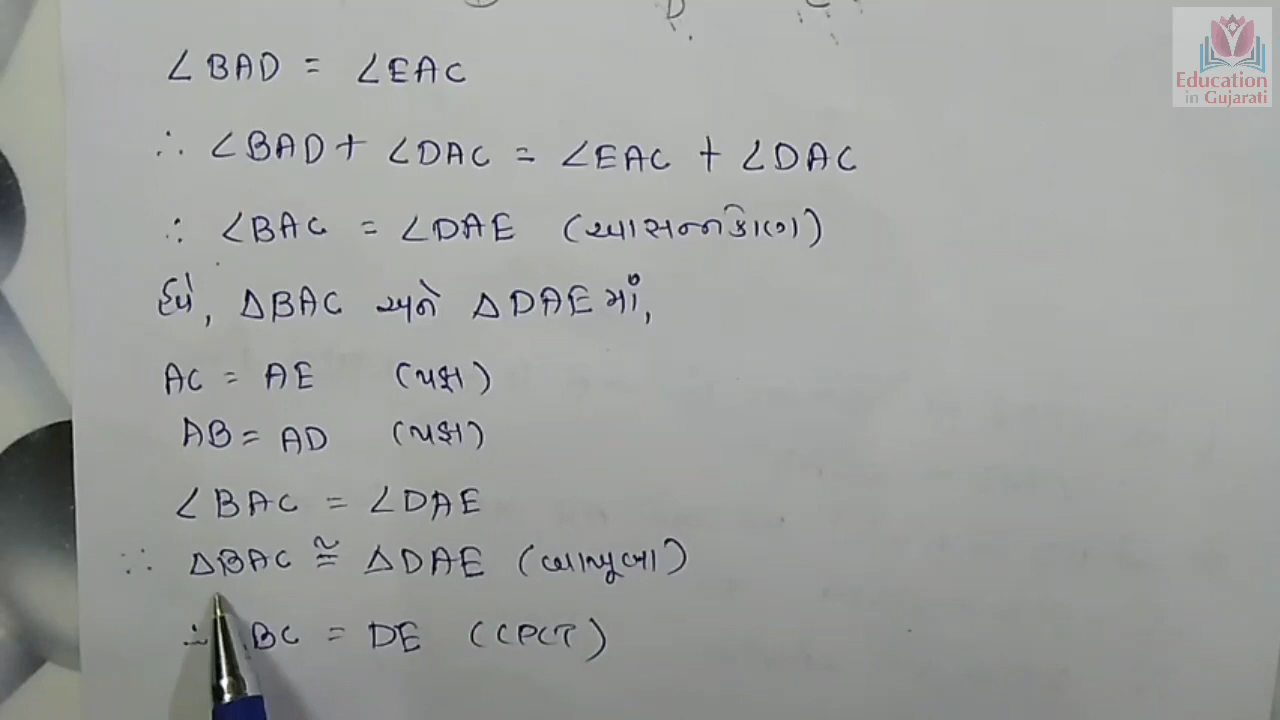 Education
in Gujarati
∠BAD = ∠EAC
∴ ∠BAD + ∠DAC = ∠EAC + ∠DAC
∴ ∠BAC = ∠DAE (આસન્નકોણો)
હવે, ΔBAC અને ΔDAE માં,
AC = AE (પક્ષ)
AB = AD (પક્ષ)
∠BAC = ∠DAE
∴ ΔBAC ≅ ΔDAE (બાખુબા)
∴ BC = DE (CPCT)